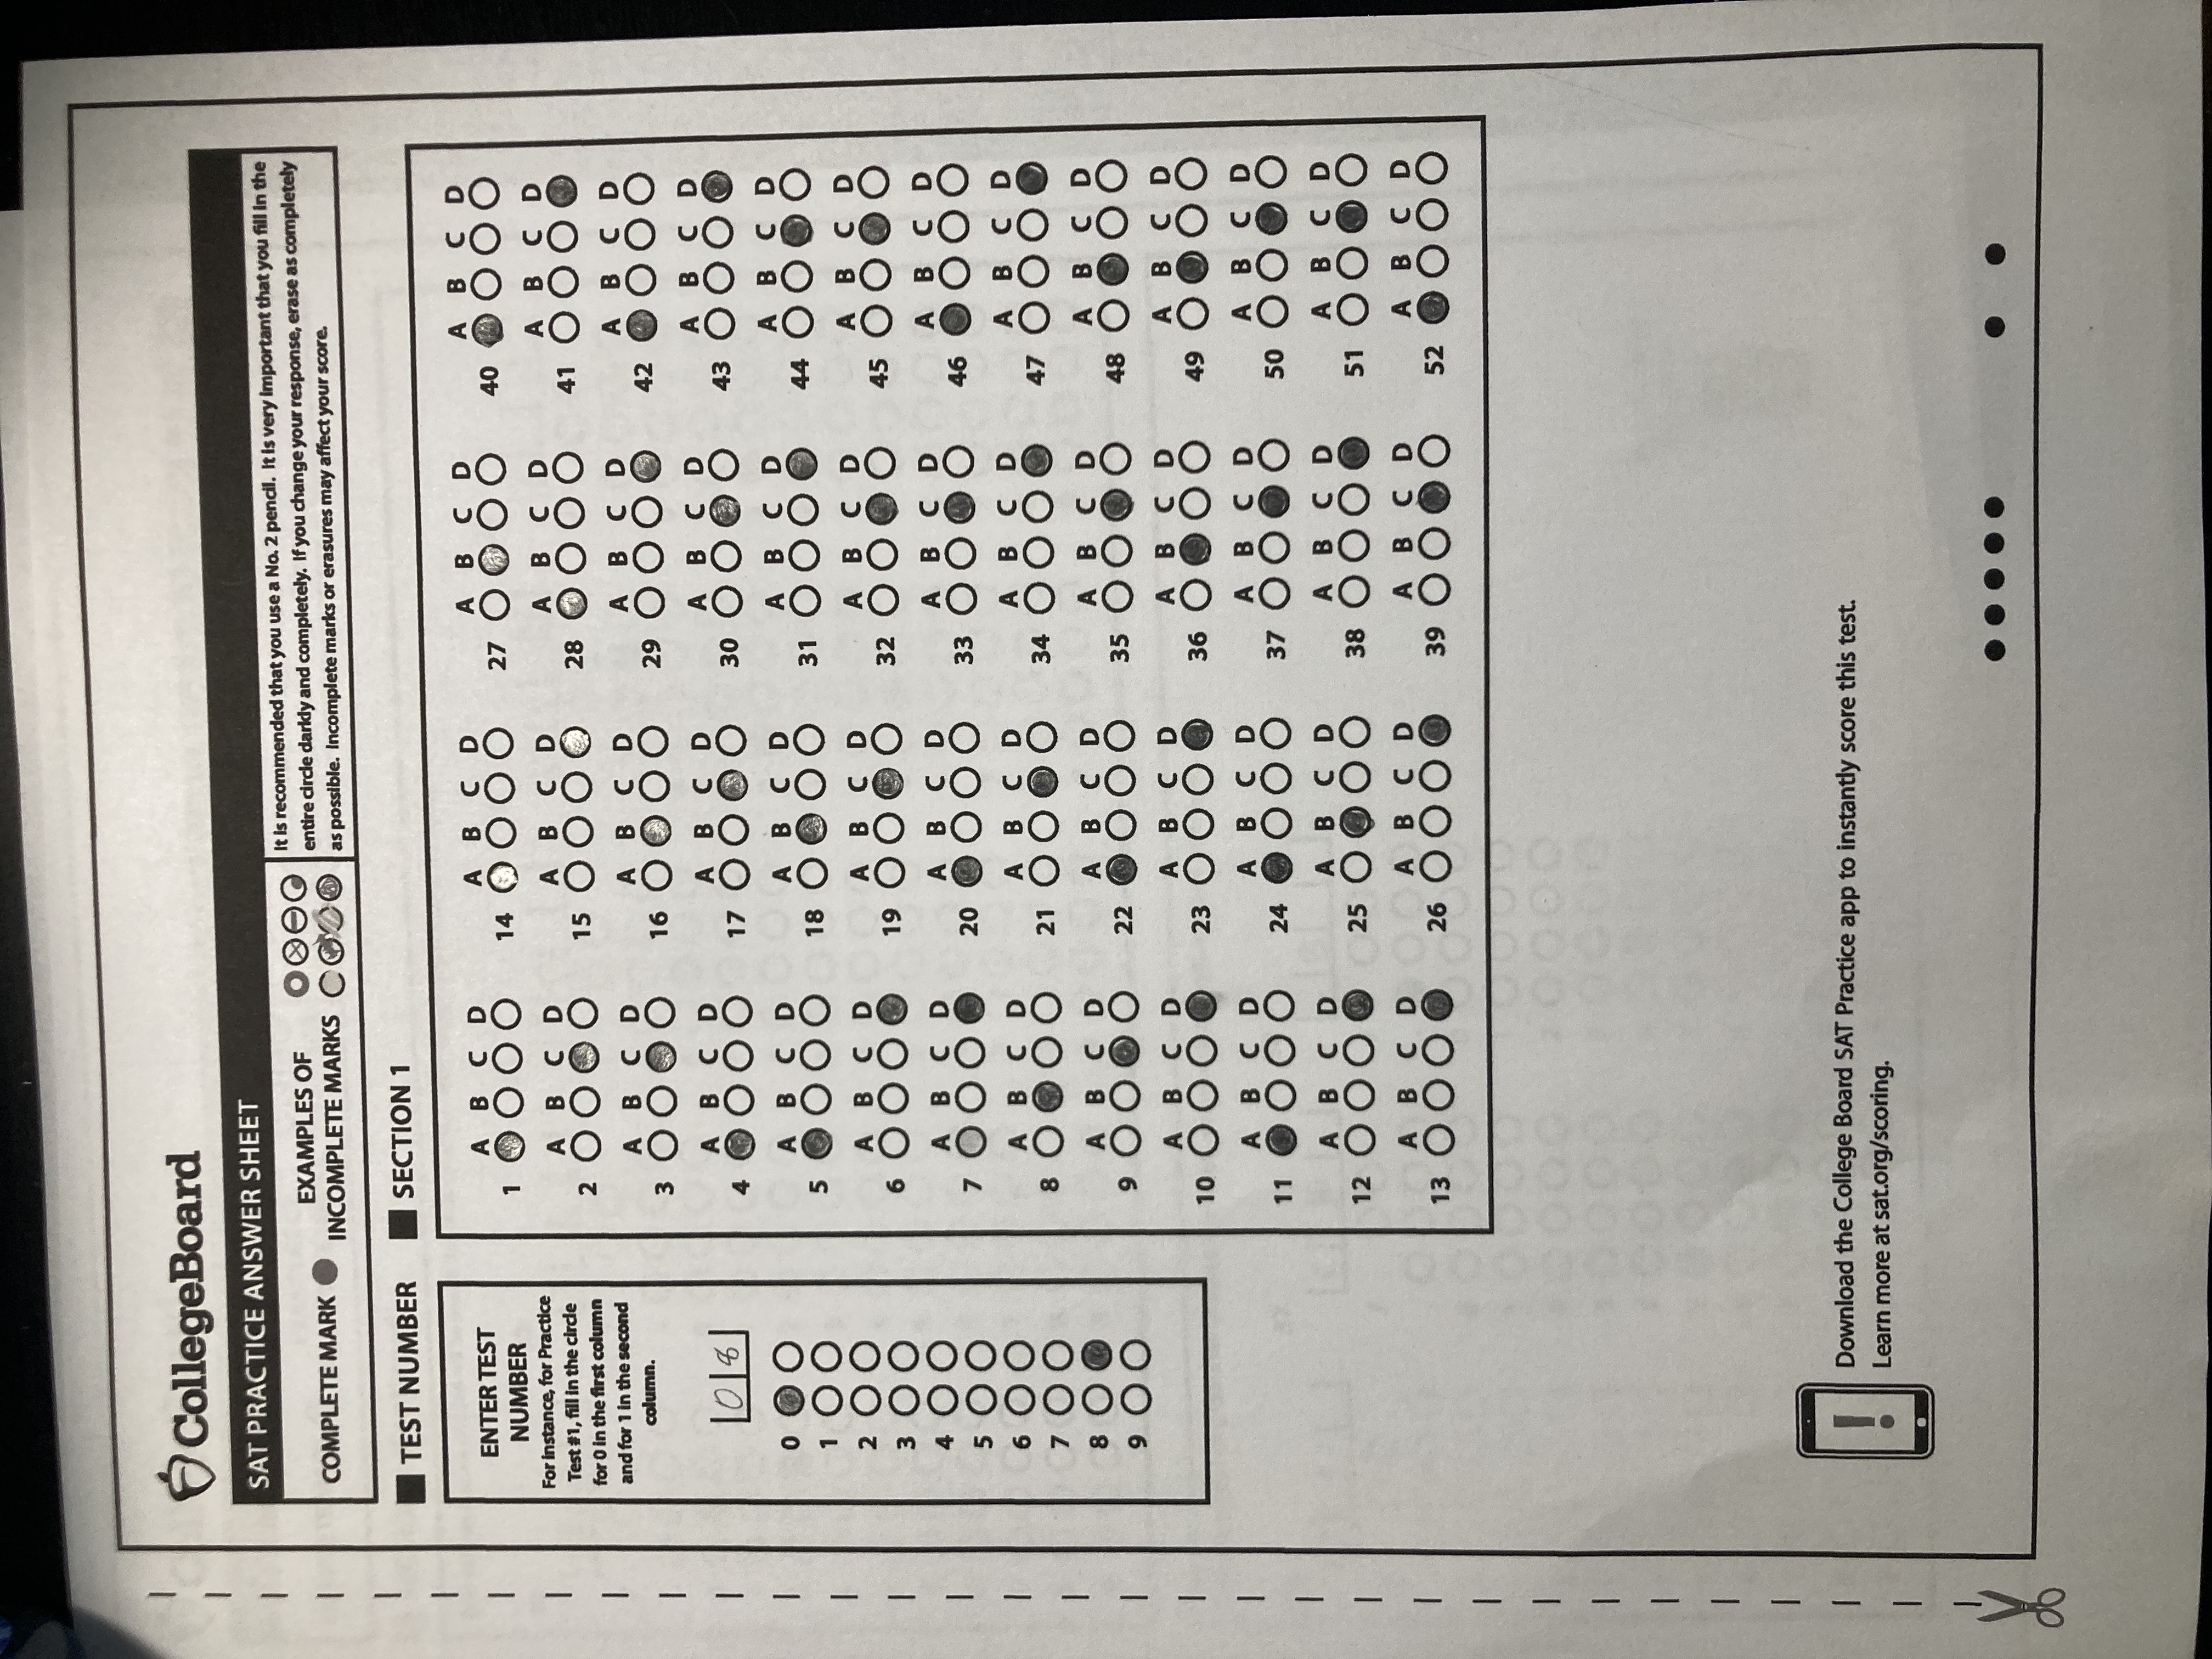 CollegeBoard
SAT PRACTICE ANSWER SHEET
COMPLETE MARK
EXAMPLES OF
INCOMPLETE MARKS
It is recommended that you use a No. 2 pencil. It is very important that you fill in the
entire circle darkly and completely. If you change your response, erase as completely
as possible. Incomplete marks or erasures may affect your score.
TEST NUMBER
ENTER TEST
NUMBER
For instance, for Practice
Test #1, fill in the circle
for 0 in the first column
and for 1 in the second
column.
0 8
0
1
2
3
4
5
6
7
8
9
SECTION 1
A B C D
1
A B C D
2
A B C D
3
A B C D
4
A B C D
5
A B C D
6
A B C D
7
A B C D
8
A B C D
9
A B C D
10
A B C D
11
A B C D
12
A B C D
13
A B C D
14
A B C D
15
A B C D
16
A B C D
17
A B C D
18
A B C D
19
A B C D
20
A B C D
21
A B C D
22
A B C D
23
A B C D
24
A B C D
25
A B C D
26
A B C D
27
A B C D
28
A B C D
29
A B C D
30
A B C D
31
A B C D
32
A B C D
33
A B C D
34
A B C D
35
A B C D
36
A B C D
37
A B C D
38
A B C D
39
A B C D
40
A B C D
41
A B C D
42
A B C D
43
A B C D
44
A B C D
45
A B C D
46
A B C D
47
A B C D
48
A B C D
49
A B C D
50
A B C D
51
A B C D
52
!
Download the College Board SAT Practice app to instantly score this test.
Learn more at sat.org/scoring.